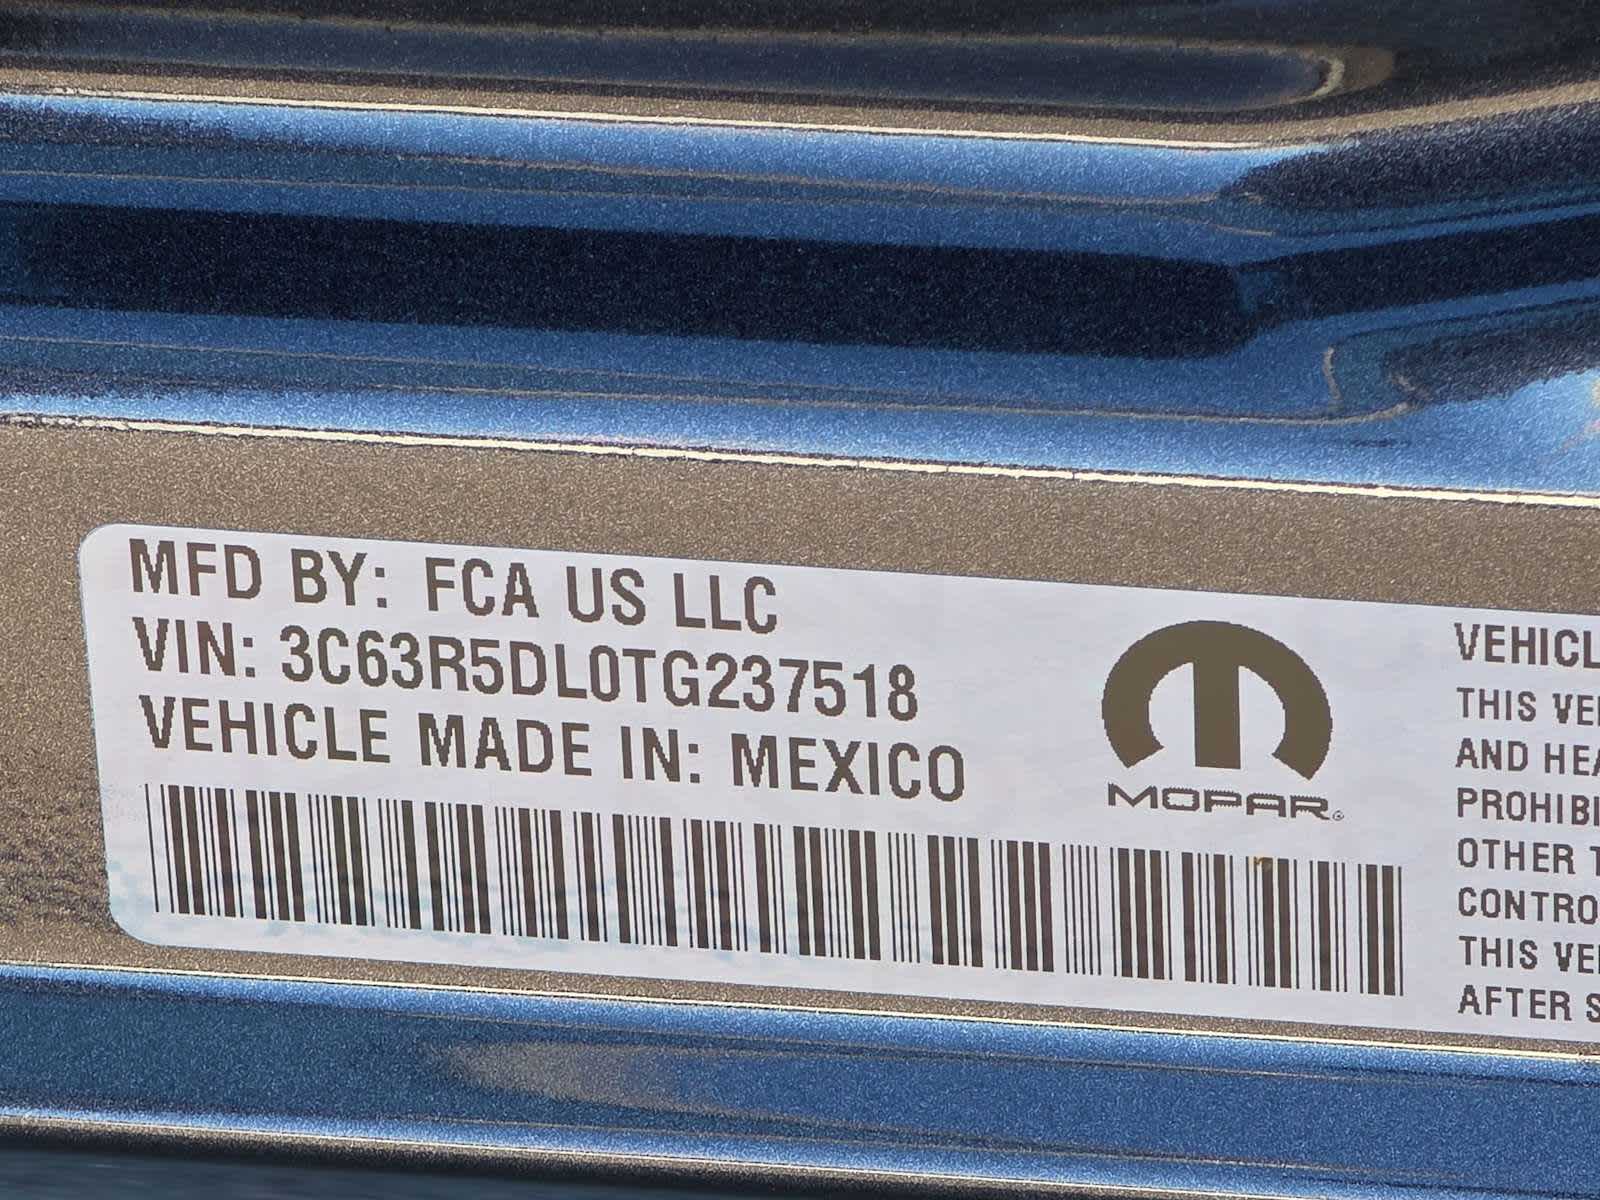 MFD BY: FCA US LLC
VIN: 3C63R5DL0TG237518
VEHICLE MADE IN: MEXICO
MOPAR®
VEHICL
THIS VE
AND HEA
PROHIBI
OTHER T
CONTRO
THIS VE
AFTER S